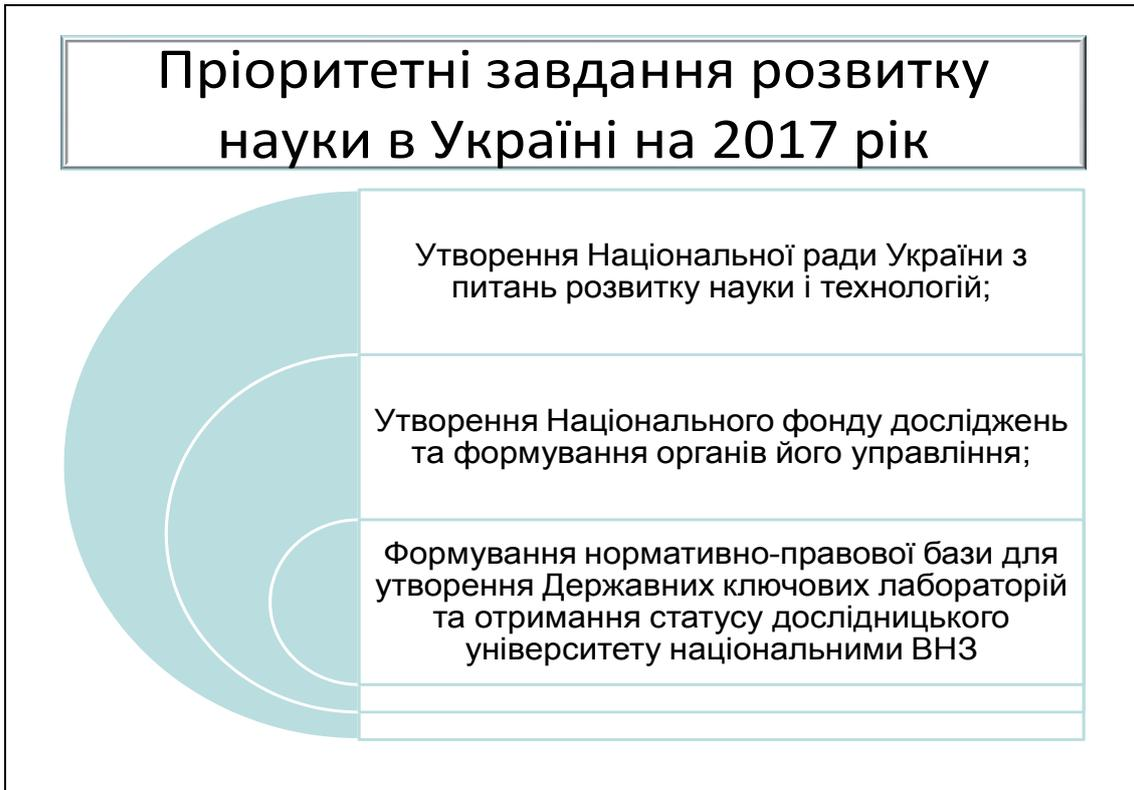 Пріоритетні завдання розвитку
науки в Україні на 2017 рік
Утворення Національної ради України з
питань розвитку науки і технологій;
Утворення Національного фонду досліджень
та формування органів його управління;
Формування нормативно-правової бази для
утворення Державних ключових лабораторій
та отримання статусу дослідницького
університету національними ВНЗ